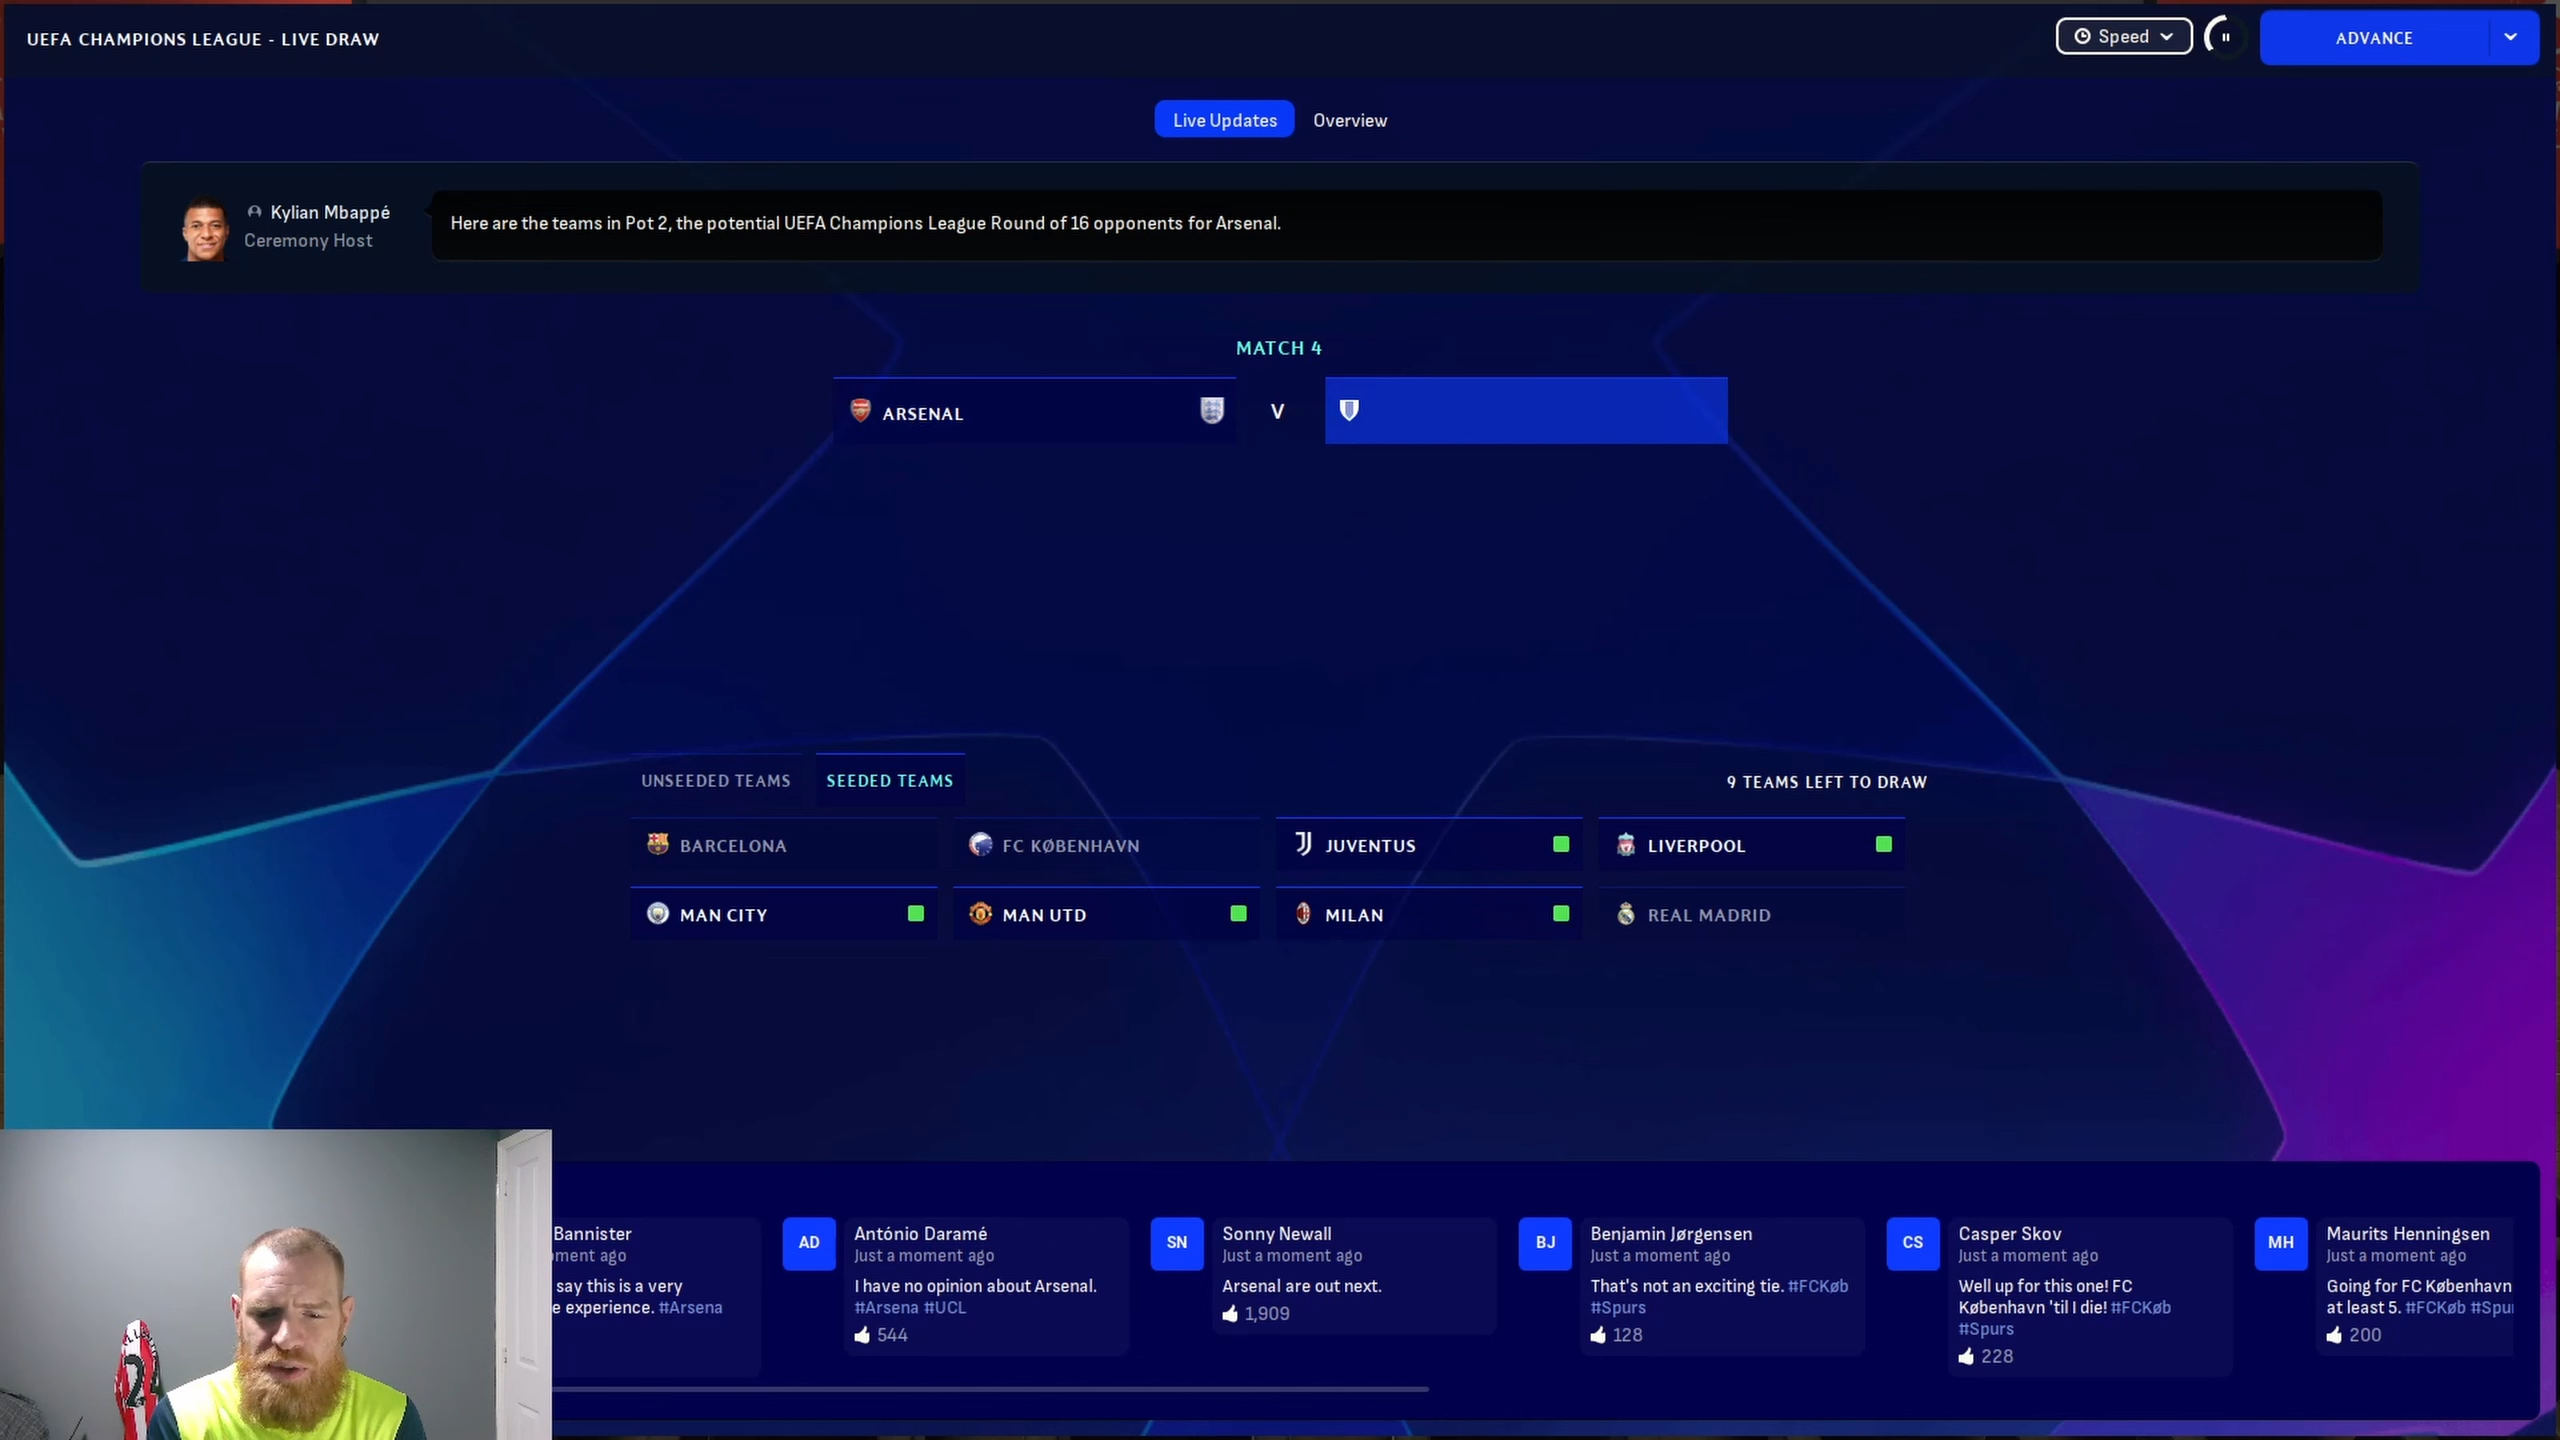 UEFA CHAMPIONS LEAGUE - LIVE DRAW
Speed
ADVANCE
Live Updates
Overview
Kylian Mbappé
Ceremony Host
Here are the teams in Pot 2, the potential UEFA Champions League Round of 16 opponents for Arsenal.
MATCH 4
ARSENAL
V
UNSEEDED TEAMS
SEEDED TEAMS
9 TEAMS LEFT TO DRAW
BARCELONA
FC KØBENHAVN
JUVENTUS
LIVERPOOL
MAN CITY
MAN UTD
MILAN
REAL MADRID
Bannister
ment ago
say this is a very
e experience. #Arsena
AD
António Daramé
Just a moment ago
I have no opinion about Arsenal.
#Arsena #UCL
544
SN
Sonny Newall
Just a moment ago
Arsenal are out next.
1,909
BJ
Benjamin Jørgensen
Just a moment ago
That's not an exciting tie. #FCKøb
#Spurs
128
CS
Casper Skov
Just a moment ago
Well up for this one! FC
København 'til I die! #FCKøb
#Spurs
228
MH
Maurits Henningsen
Just a moment ago
Going for FC København
at least 5. #FCKøb #Spu
200